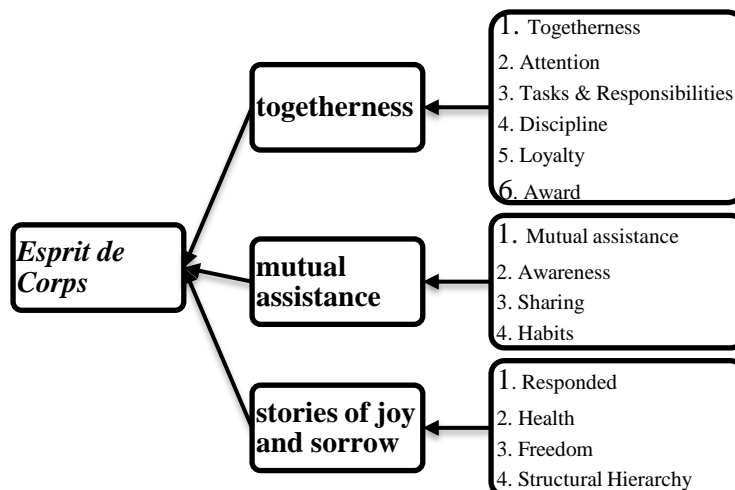 Esprit de
Corps
togetherness
1. Togetherness
2. Attention
3. Tasks & Responsibilities
4. Discipline
5. Loyalty
6. Award
mutual
assistance
1. Mutual assistance
2. Awareness
3. Sharing
4. Habits
stories of joy
and sorrow
1. Responded
2. Health
3. Freedom
4. Structural Hierarchy